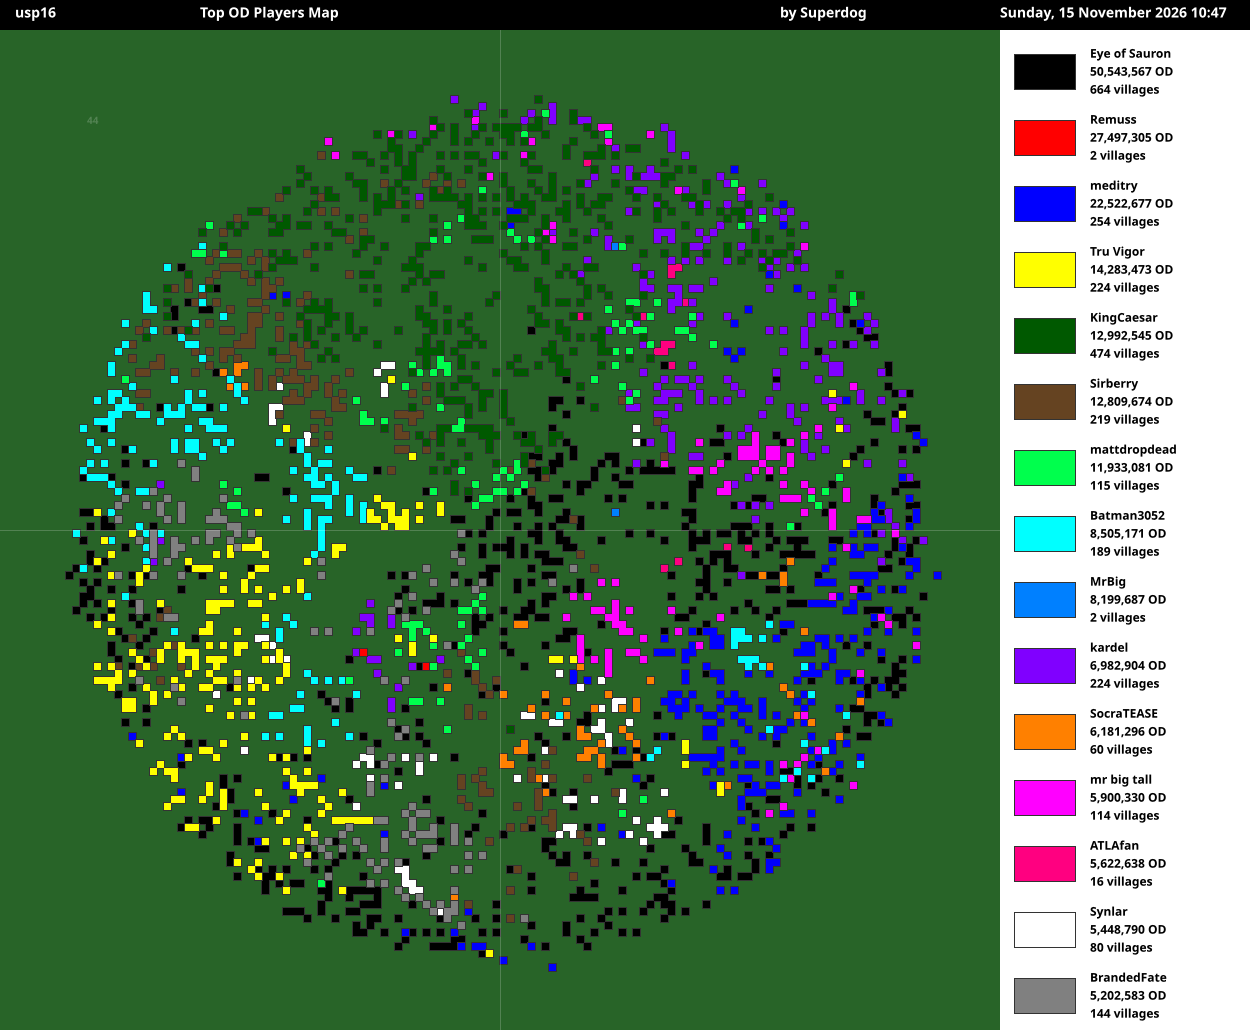 usp16
Top OD Players Map
by Superdog
Sunday, 15 November 2026 10:47
44
Eye of Sauron
50,543,567 OD
664 villages
Remuss
27,497,305 OD
2 villages
meditry
22,522,677 OD
254 villages
Tru Vigor
14,283,473 OD
224 villages
KingCaesar
12,992,545 OD
474 villages
Sirberry
12,809,674 OD
219 villages
mattdropdead
11,933,081 OD
115 villages
Batman3052
8,505,171 OD
189 villages
MrBig
8,199,687 OD
2 villages
kardel
6,982,904 OD
224 villages
SocraTEASE
6,181,296 OD
60 villages
mr big tall
5,900,330 OD
114 villages
ATLAfan
5,622,638 OD
16 villages
Synlar
5,448,790 OD
80 villages
BrandedFate
5,202,583 OD
144 villages